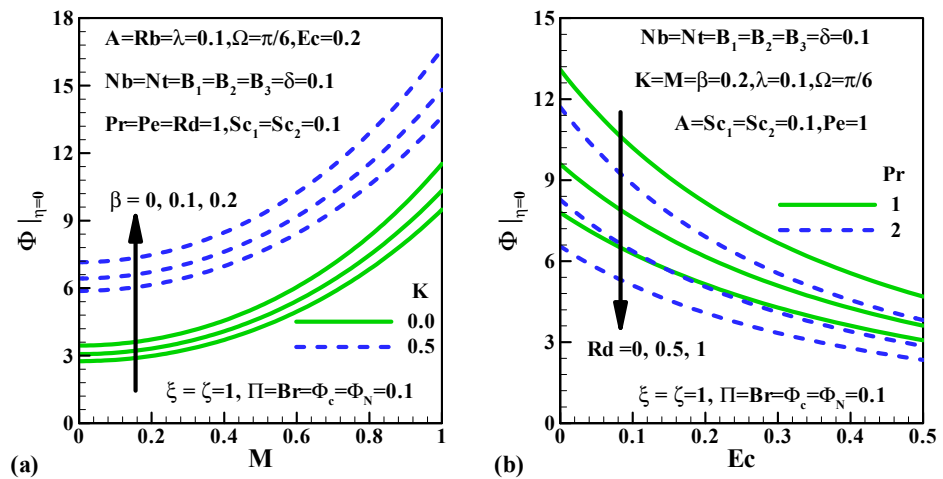 A=Rb=λ=0.1,Ω=π/6,Ec=0.2
Nb=Nt=B₁=B₂=B₃=δ=0.1
Pr=Pe=Rd=1,Sc₁=Sc₂=0.1
β = 0, 0.1, 0.2
K
0.0
0.5
ξ = ζ=1, Π=Br=Φc=ΦN=0.1
18
15
12
9
6
3
0
Φ|η=0
0 0.2 0.4 0.6 0.8 1
M
(a)
Nb=Nt=B₁=B₂=B₃=δ=0.1
K=M=β=0.2,λ=0.1,Ω=π/6
A=Sc₁=Sc₂=0.1,Pe=1
Pr
1
2
Rd =0, 0.5, 1
ξ = ζ=1, Π=Br=Φc=ΦN=0.1
15
12
9
6
3
0
Φ|η=0
0 0.1 0.2 0.3 0.4 0.5
Ec
(b)